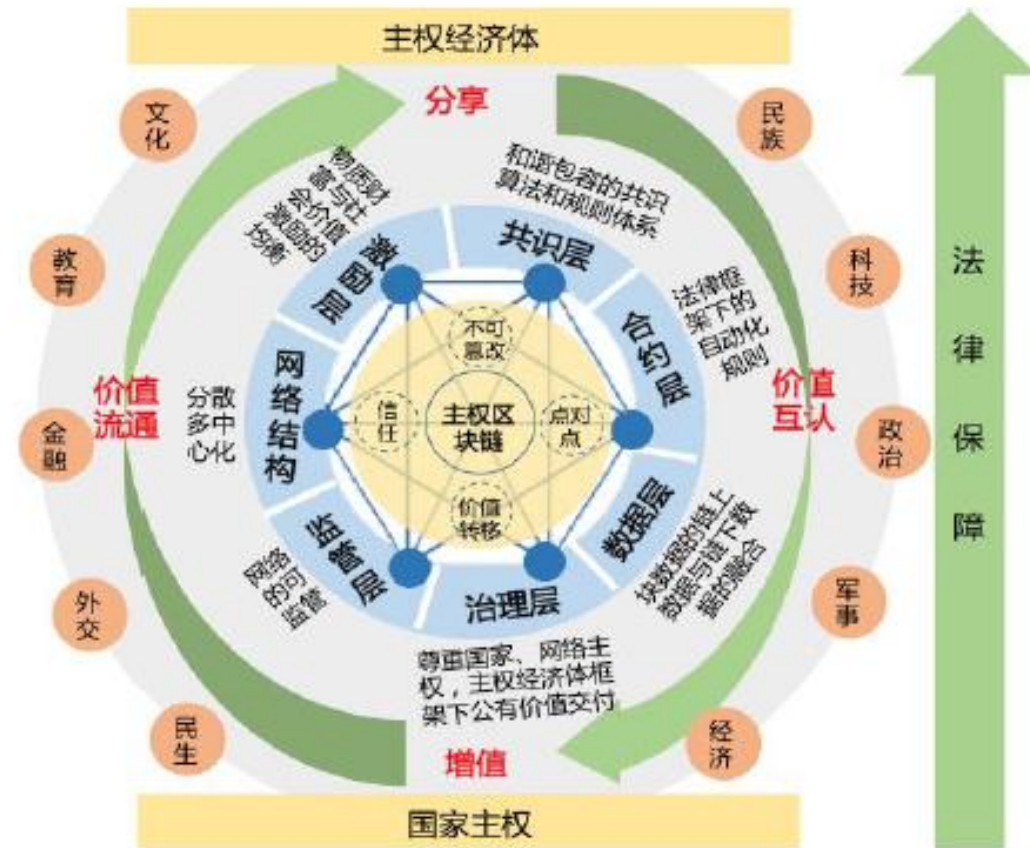 主权经济体
分享
文
化
民
族
物质财
富与社
会价值
激励的
均衡
和谐包容的共识
算法和规则体系
激励层
共识层
教
育
科
技
法律框
架下的
自动化
规则
合约层
不可
篡改
网络结构
价值
流通
分散
多中
心化
信
任
主权区
块链
点对
点
价值
互认
金
融
政
治
价值
转移
数据层
块数据的链上
数据与链下数
据的融合
监管层
网络
的可
监管
治理层
外
交
军
事
尊重国家、网络主
权，主权经济体框
架下公有价值交付
民
生
经
济
增值
国家主权
法
律
保
障